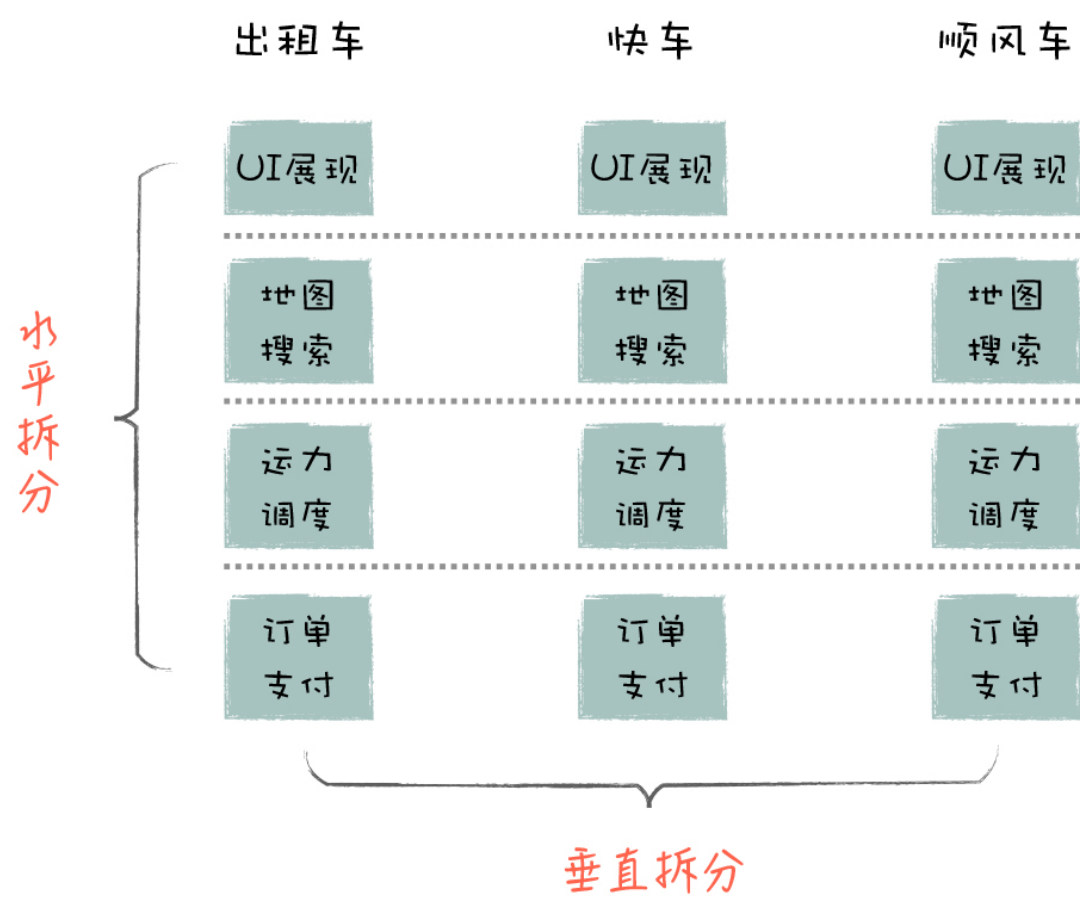 出租车 快车 顺风车
UI展现 UI展现 UI展现
地图 地图 地图
搜索 搜索 搜索
运力 运力 运力
调度 调度 调度
订单 订单 订单
支付 支付 支付
水平拆分
垂直拆分